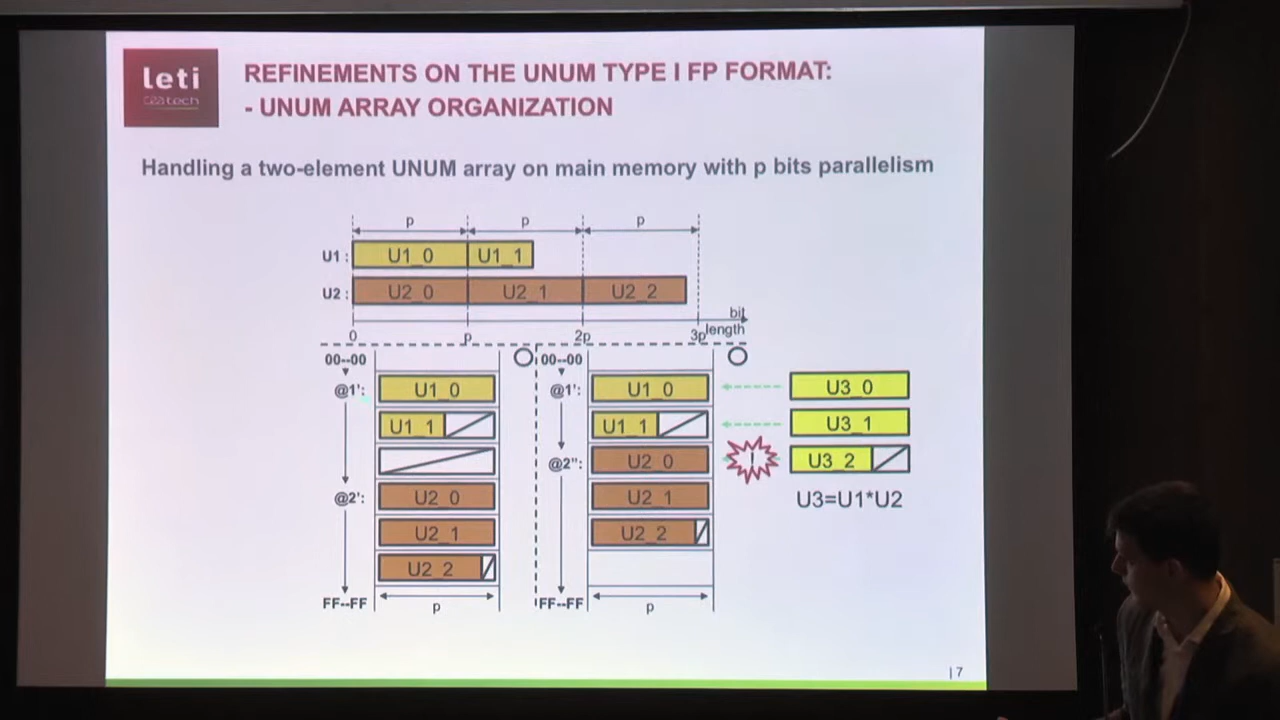 leti
ceatech
REFINEMENTS ON THE UNUM TYPE I FP FORMAT:
- UNUM ARRAY ORGANIZATION
Handling a two-element UNUM array on main memory with p bits parallelism
p p p
U1 : U1_0 U1_1
U2 : U2_0 U2_1 U2_2
bit
length
0 p 2p 3p
00--00 00--00
@1': U1_0 @1': U1_0 U3_0
U1_1 U1_1 U3_1
@2'': U2_0 ! U3_2
@2': U2_0 U2_1 U3=U1*U2
U2_1 U2_2
U2_2
FF--FF p FF--FF p
| 7